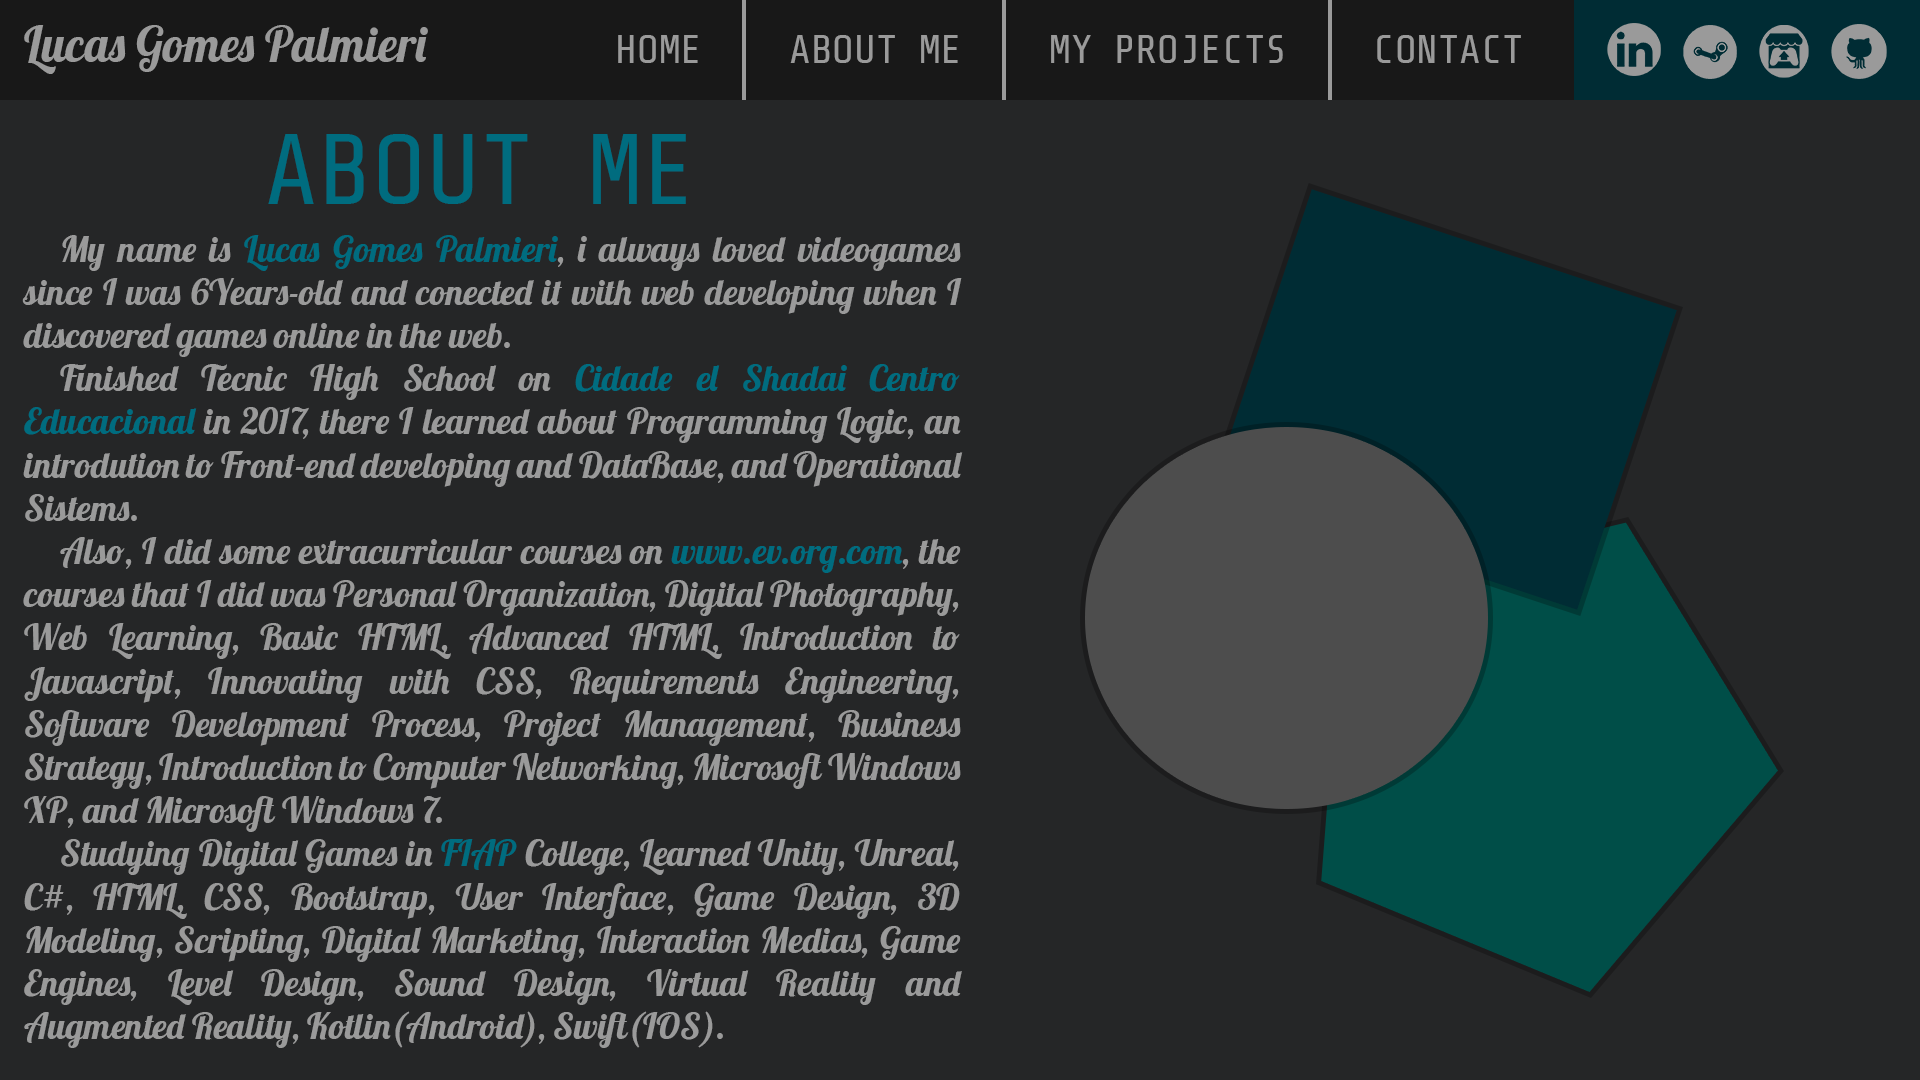 Lucas Gomes Palmieri HOME ABOUT ME MY PROJECTS CONTACT in
ABOUT ME
My name is Lucas Gomes Palmieri, i always loved videogames
since I was 6Years-old and conected it with web developing when I
discovered games online in the web.
Finished Tecnic High School on Cidade el Shadai Centro
Educacional in 2017, there I learned about Programming Logic, an
introdution to Front-end developing and DataBase, and Operational
Sistems.
Also, I did some extracurricular courses on www.ev.org.com, the
courses that I did was Personal Organization, Digital Photography,
Web Learning, Basic HTML, Advanced HTML, Introduction to
Javascript, Innovating with CSS, Requirements Engineering,
Software Development Process, Project Management, Business
Strategy, Introduction to Computer Networking, Microsoft Windows
XP, and Microsoft Windows 7.
Studying Digital Games in FIAP College, Learned Unity, Unreal,
C#, HTML, CSS, Bootstrap, User Interface, Game Design, 3D
Modeling, Scripting, Digital Marketing, Interaction Medias, Game
Engines, Level Design, Sound Design, Virtual Reality and
Augmented Reality, Kotlin(Android), Swift(IOS).